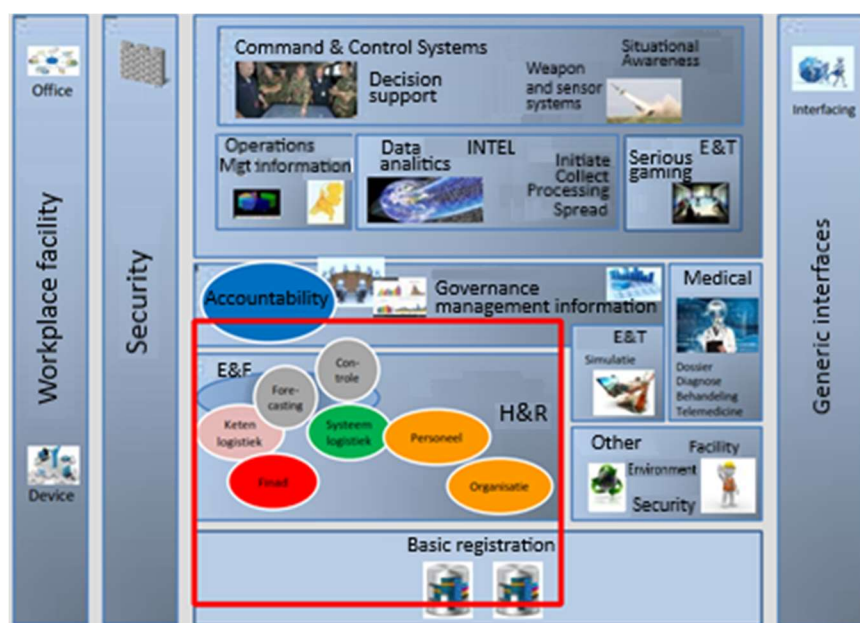 Office
Workplace facility
Device
Security
Command & Control Systems
Decision
support
Weapon
and sensor
systems
Situational
Awareness
Operations
Mgt information
Data
analitics
INTEL
Initiate
Collect
Processing
Spread
Serious
gaming
E&T
Accountability
Governance
management information
Medical
Dossier
Diagnose
Behandeling
Telemedicine
E&T
Simulatie
E&F
Fore-
casting
Con-
trole
Keten
logistiek
Systeem
logistiek
Personeel
H&R
Finad
Organisatie
Other
Facility
Environment
Security
Basic registration
Interfacing
Generic interfaces